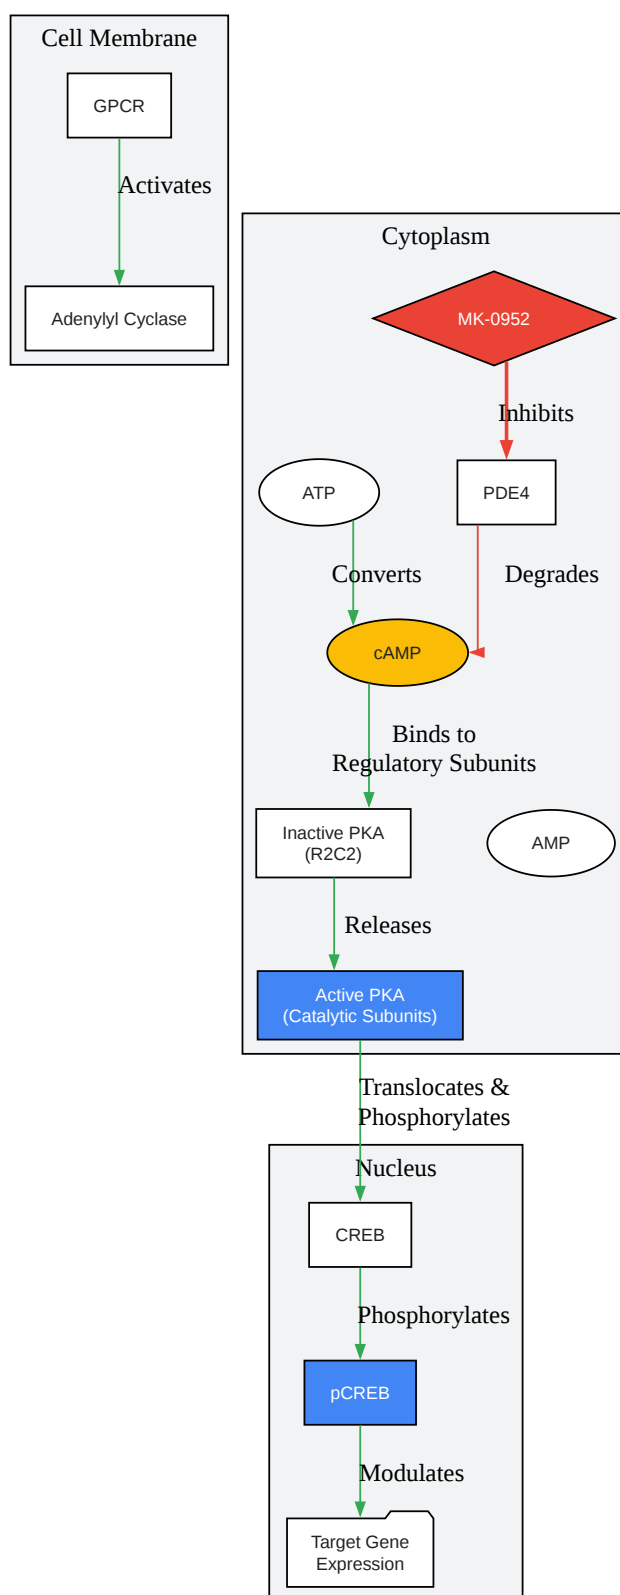 Cell Membrane
GPCR
Activates
Adenylyl Cyclase
Cytoplasm
MK-0952
Inhibits
ATP
PDE4
Converts
Degrades
cAMP
Binds to
Regulatory Subunits
Inactive PKA
(R2C2)
AMP
Releases
Active PKA
(Catalytic Subunits)
Translocates &
Phosphorylates
Nucleus
CREB
Phosphorylates
pCREB
Modulates
Target Gene
Expression